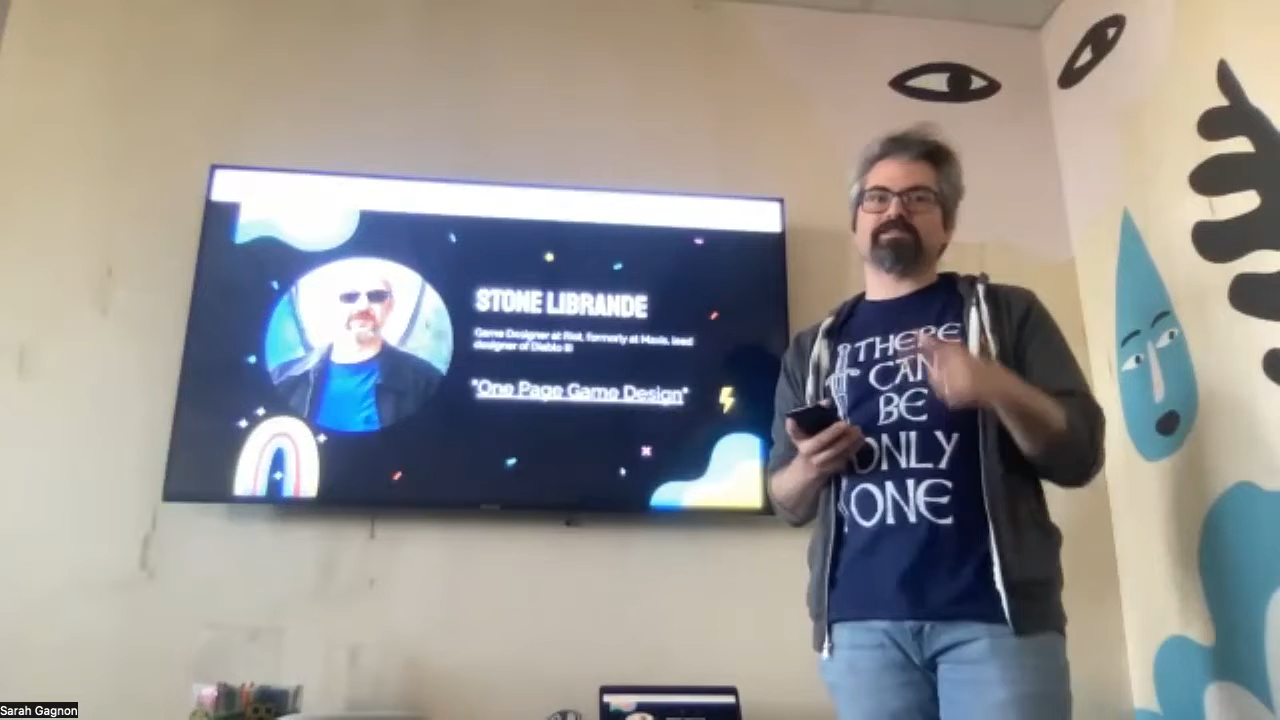 STONE LIBRANDE
Game Designer at Riot, formerly at Maxis, lead
designer of Diablo III
"One Page Game Design"
THERE
CAN
BE
ONLY
ONE
Sarah Gagnon